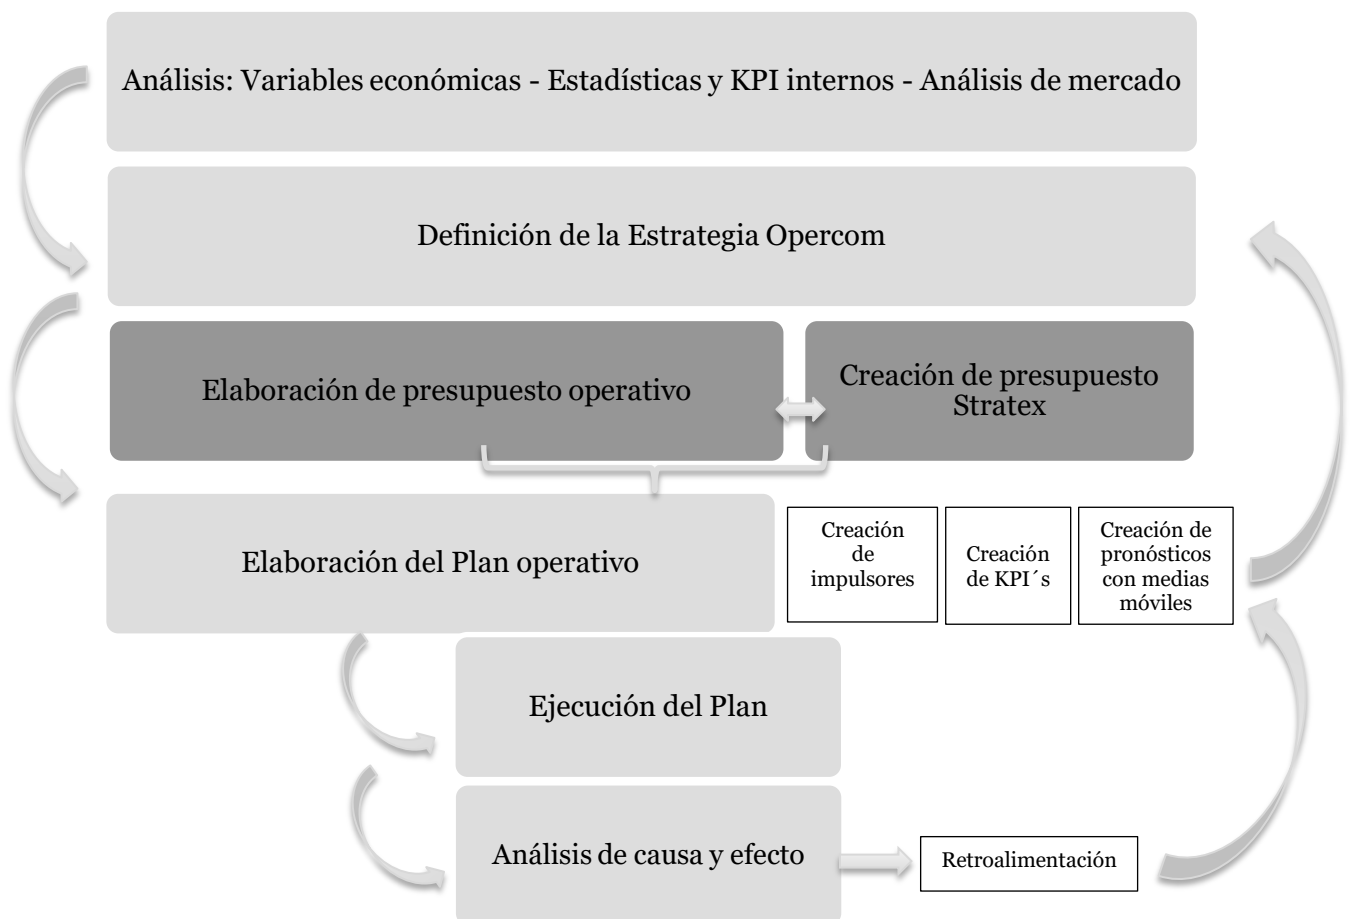 Análisis: Variables económicas - Estadísticas y KPI internos - Análisis de mercado
Definición de la Estrategia Opercom
Elaboración de presupuesto operativo
Creación de presupuesto
Stratex
Elaboración del Plan operativo
Creación
de
impulsores
Creación
de KPI´s
Creación de
pronósticos
con medias
móviles
Ejecución del Plan
Análisis de causa y efecto
Retroalimentación